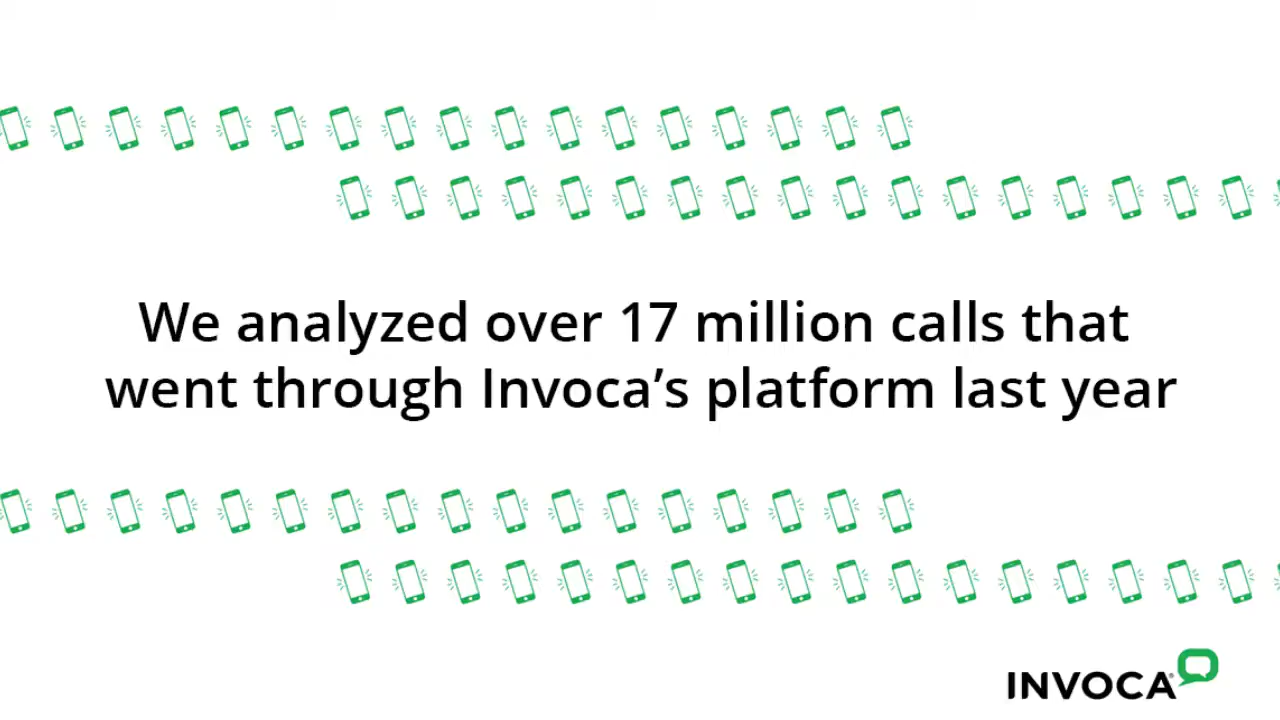 We analyzed over 17 million calls that
went through Invoca’s platform last year
INVOCA®